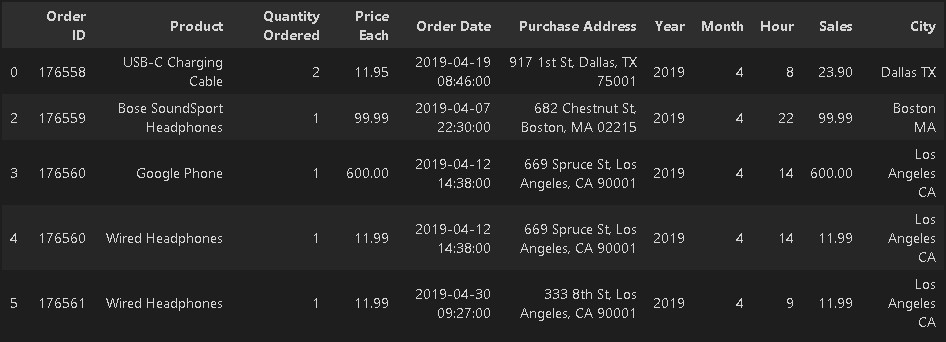 Order ID Product Quantity Ordered Price Each Order Date Purchase Address Year Month Hour Sales City
0 176558 USB-C Charging Cable 2 11.95 2019-04-19 08:46:00 917 1st St, Dallas, TX 75001 2019 4 8 23.90 Dallas TX
2 176559 Bose SoundSport Headphones 1 99.99 2019-04-07 22:30:00 682 Chestnut St, Boston, MA 02215 2019 4 22 99.99 Boston MA
3 176560 Google Phone 1 600.00 2019-04-12 14:38:00 669 Spruce St, Los Angeles, CA 90001 2019 4 14 600.00 Los Angeles CA
4 176560 Wired Headphones 1 11.99 2019-04-12 14:38:00 669 Spruce St, Los Angeles, CA 90001 2019 4 14 11.99 Los Angeles CA
5 176561 Wired Headphones 1 11.99 2019-04-30 09:27:00 333 8th St, Los Angeles, CA 90001 2019 4 9 11.99 Los Angeles CA